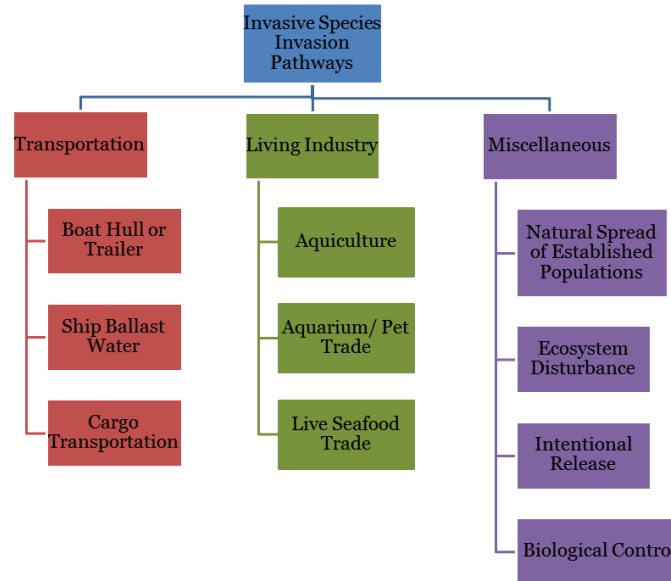 Invasive Species
Invasion
Pathways
Transportation
Boat Hull or
Trailer
Ship Ballast
Water
Cargo
Transportation
Living Industry
Aquiculture
Aquarium/ Pet
Trade
Live Seafood
Trade
Miscellaneous
Natural Spread
of Established
Populations
Ecosystem
Disturbance
Intentional
Release
Biological Contro